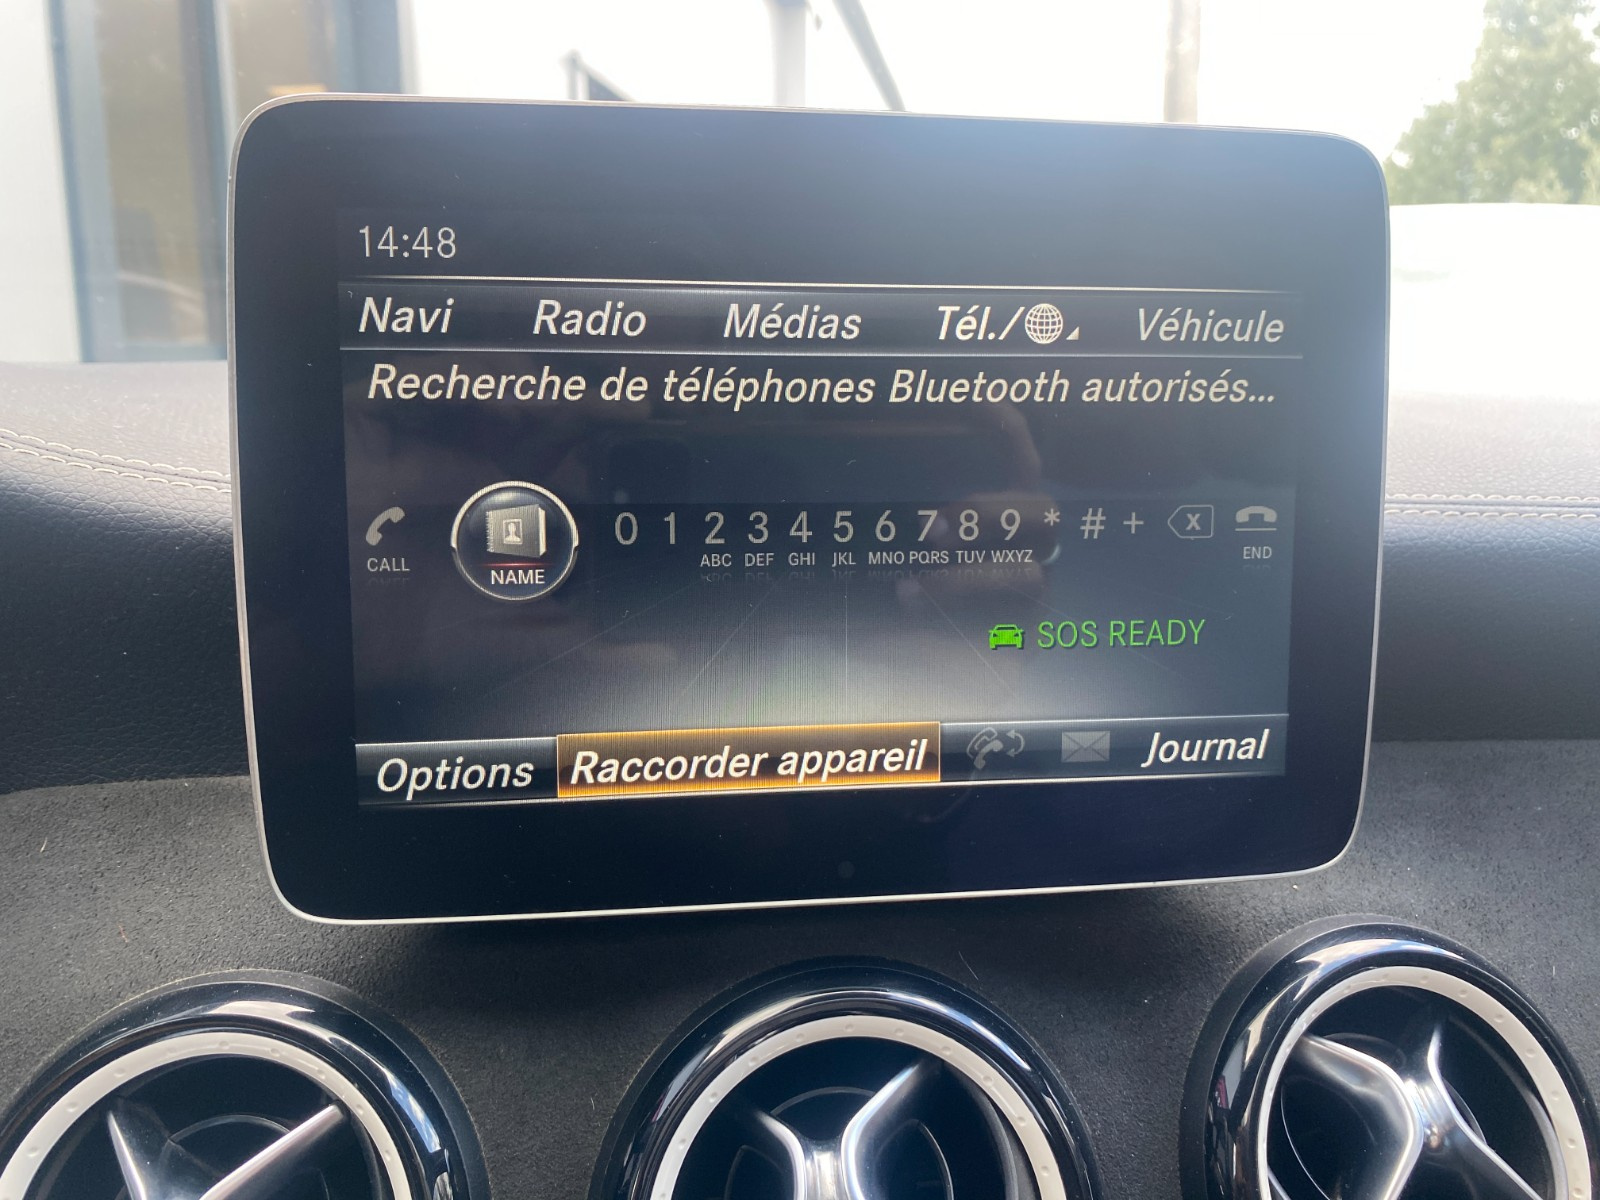 14:48
Navi Radio Médias Tél./ Véhicule
Recherche de téléphones Bluetooth autorisés...
0 1 2 3 4 5 6 7 8 9 * # + X
CALL NAME ABC DEF GHI JKL MNO PQRS TUV WXYZ END
SOS READY
Options Raccorder appareil Journal